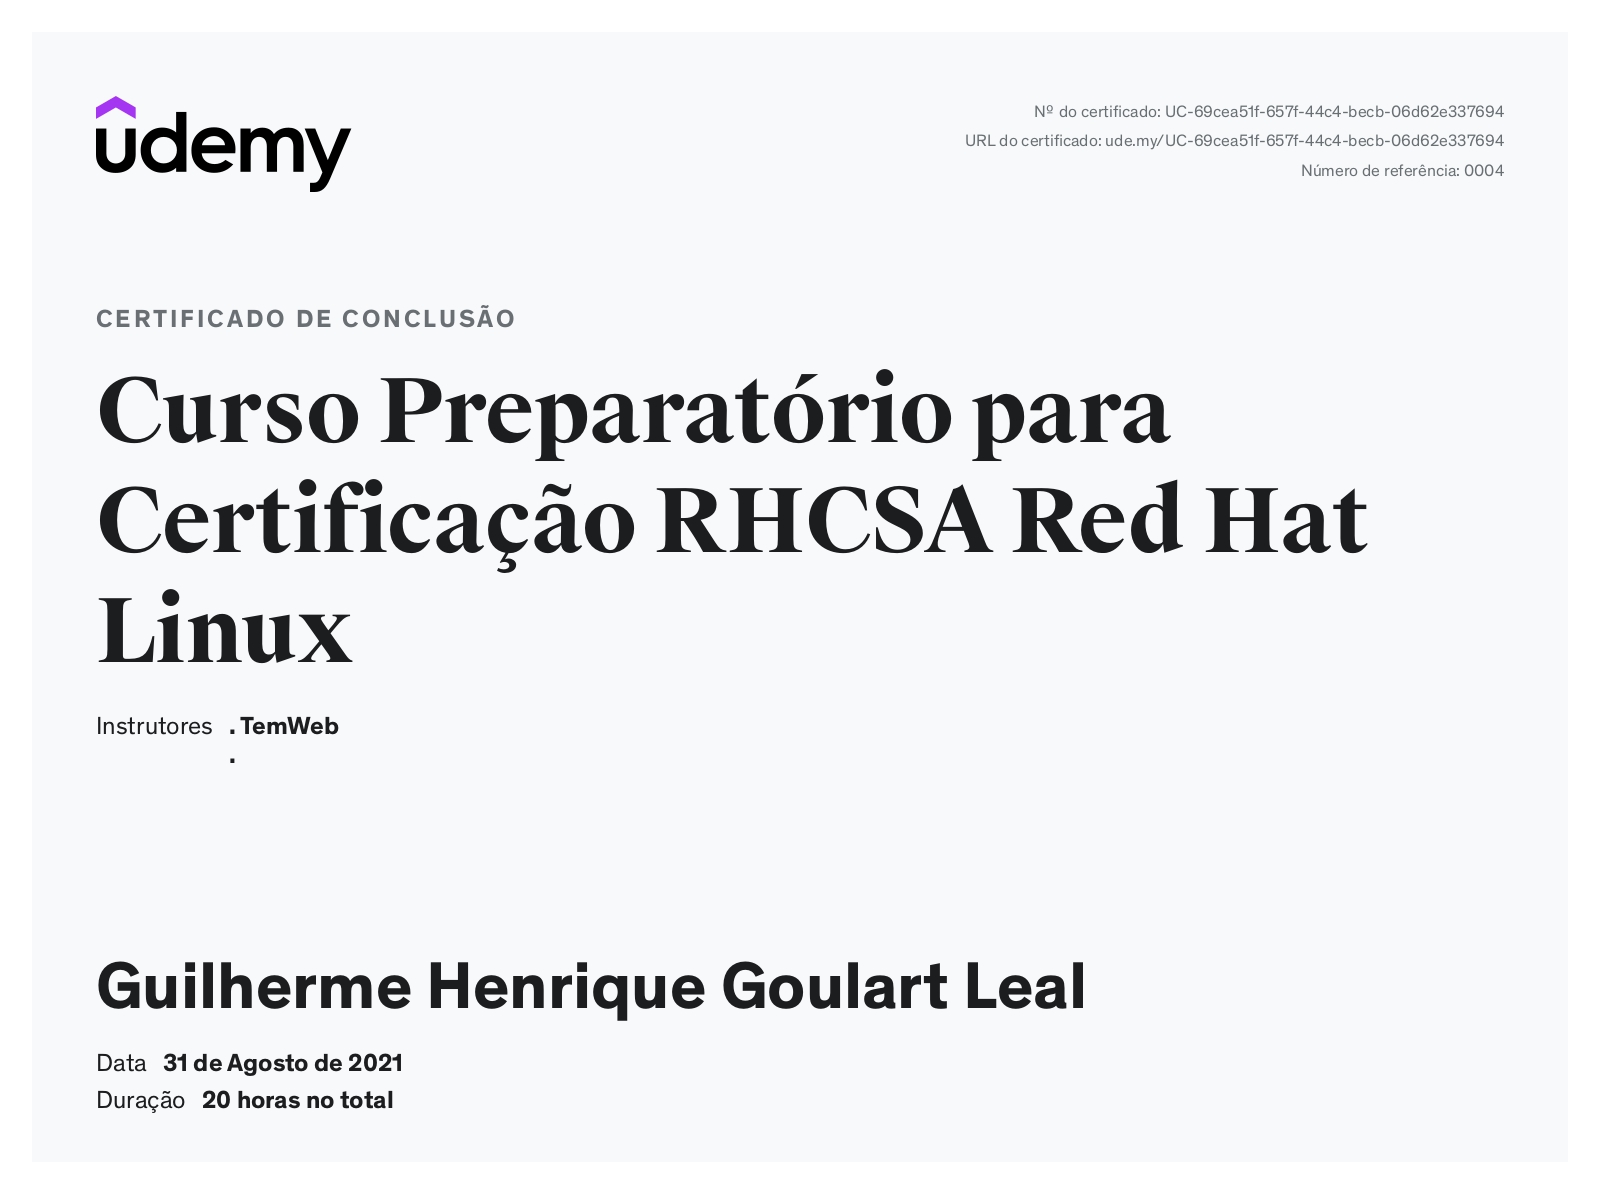 udemy
Nº do certificado: UC-69cea51f-657f-44c4-becb-06d62e337694
URL do certificado: ude.my/UC-69cea51f-657f-44c4-becb-06d62e337694
Número de referência: 0004
CERTIFICADO DE CONCLUSÃO
Curso Preparatório para
Certificação RHCSA Red Hat
Linux
Instrutores . TemWeb
.
Guilherme Henrique Goulart Leal
Data 31 de Agosto de 2021
Duração 20 horas no total